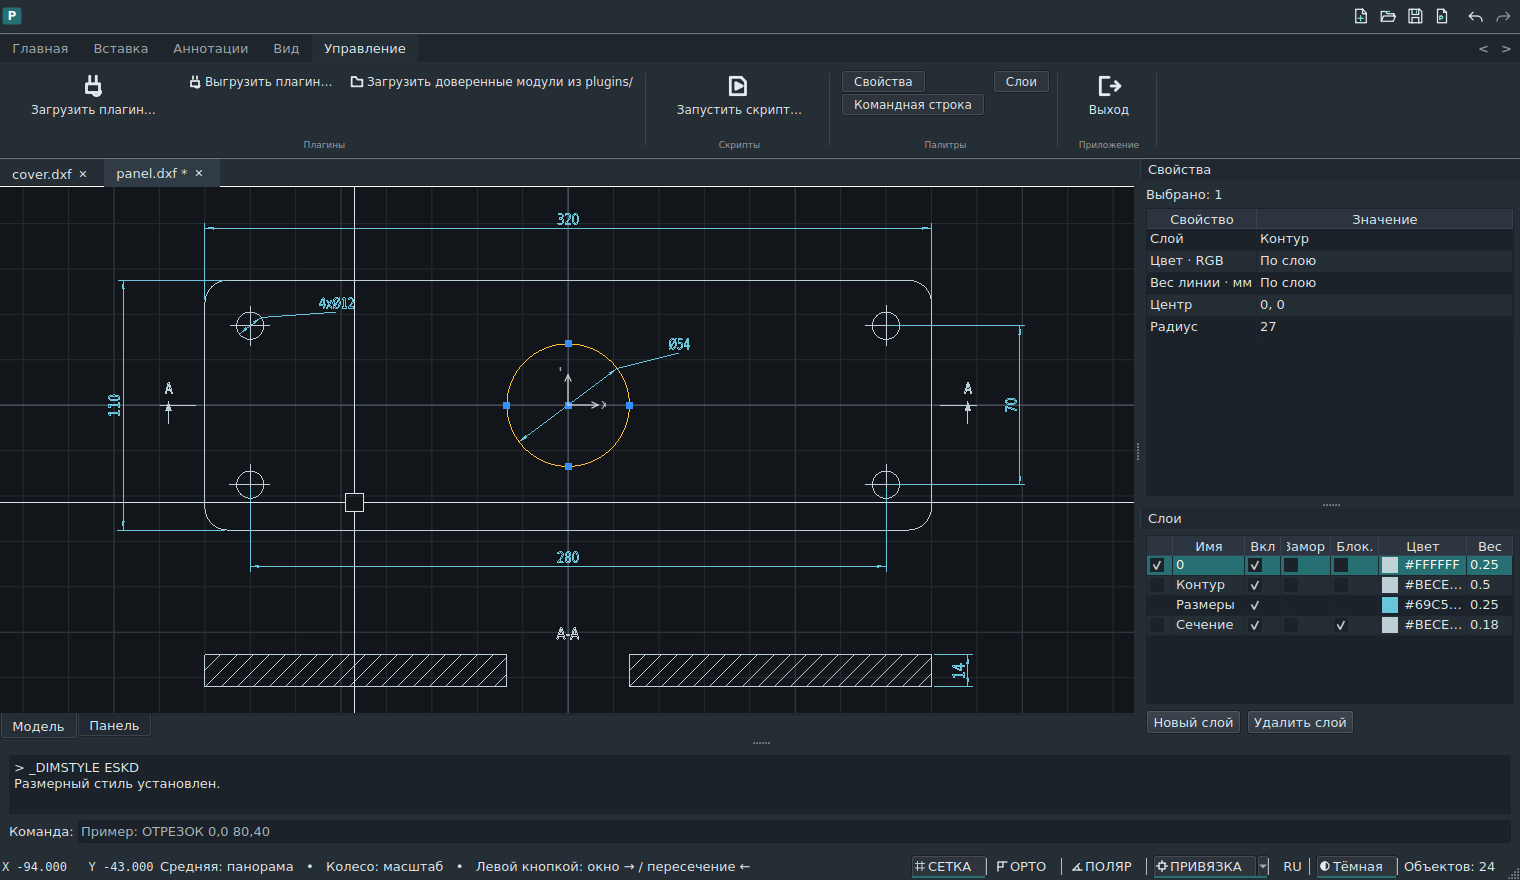 P
Главная Вставка Аннотации Вид Управление < >
Загрузить плагин... Выгрузить плагин... Загрузить доверенные модули из plugins/ Запустить скрипт... Свойства Слои Командная строка Выход
Плагины Скрипты Палитры Приложение
cover.dxf × panel.dxf * ×
320
4xØ12
Ø54
A A
110
70
X
280
A-A
14
Модель Панель
Свойства
Выбрано: 1
Свойство Значение
Слой Контур
Цвет · RGB По слою
Вес линии · мм По слою
Центр 0, 0
Радиус 27
Слои
Имя Вкл Замор Блок. Цвет Вес
0 #FFFFFF 0.25
Контур #BECE... 0.5
Размеры #69C5... 0.25
Сечение #BECE... 0.18
Новый слой Удалить слой
> _DIMSTYLE ESKD
Размерный стиль установлен.
Команда: Пример: ОТРЕЗОК 0,0 80,40
X -94.000 Y -43.000 Средняя: панорама • Колесо: масштаб • Левой кнопкой: окно → / пересечение ← СЕТКА ОРТО ПОЛЯР ПРИВЯЗКА RU Тёмная Объектов: 24